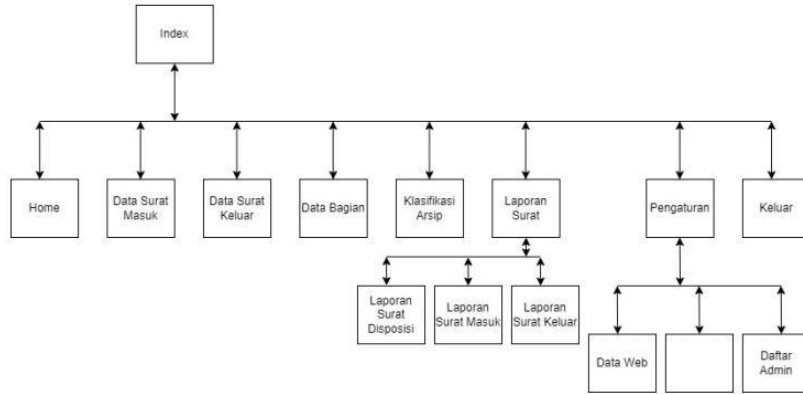 Index
Home
Data Surat
Masuk
Data Surat
Keluar
Data Bagian
Klasifikasi
Arsip
Laporan
Surat
Pengaturan
Keluar
Laporan
Surat
Disposisi
Laporan
Surat Masuk
Laporan
Surat Keluar
Data Web
Daftar
Admin